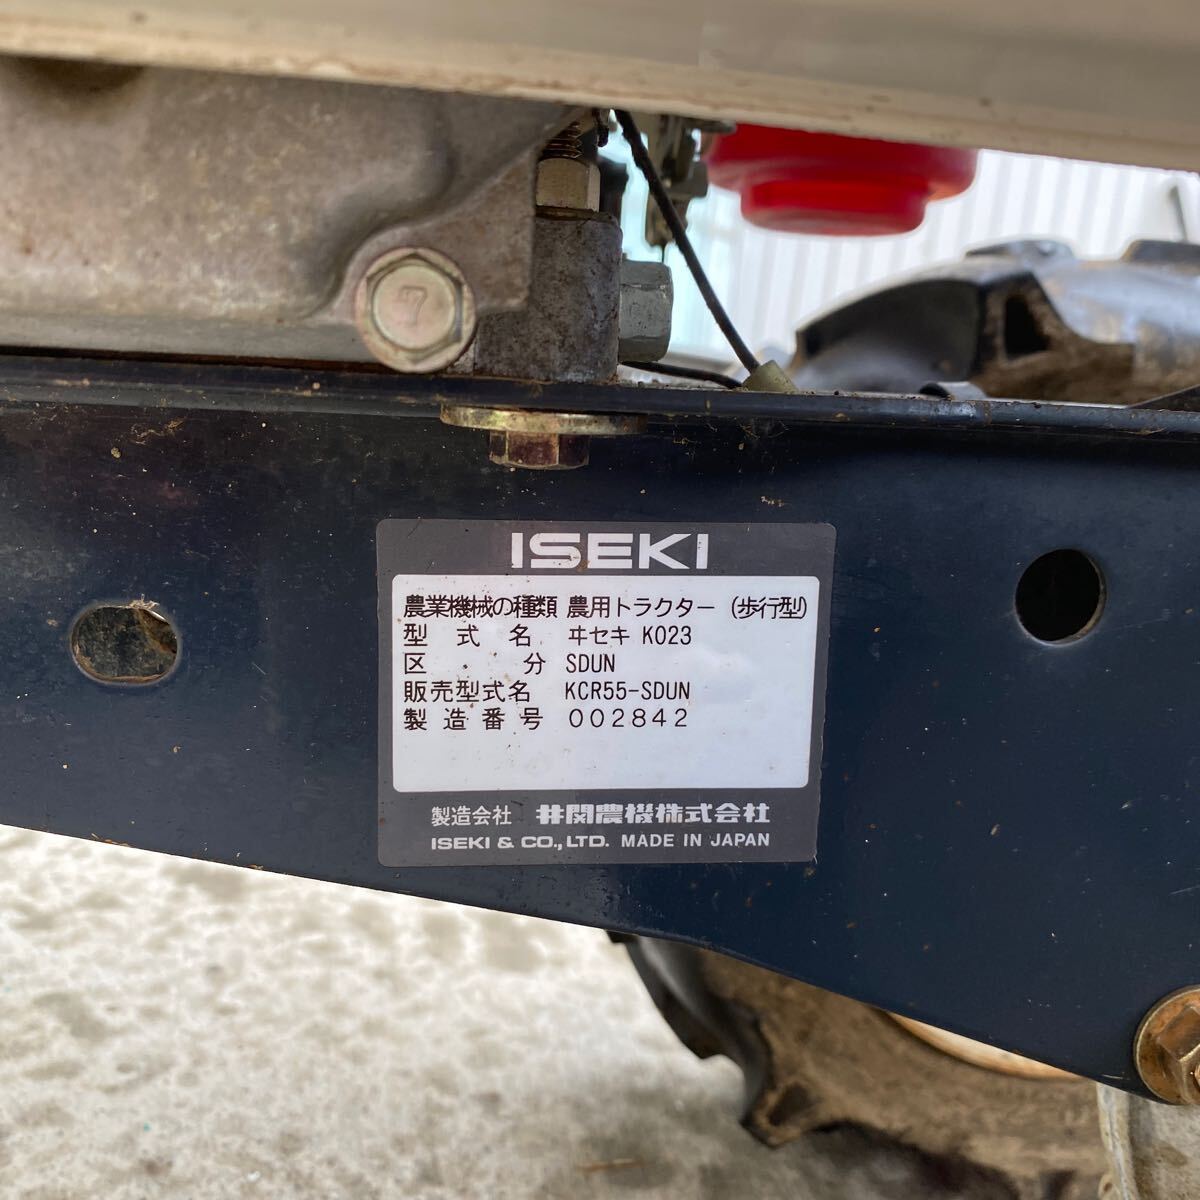 7
ISEKI
農業機械の種類 農用トラクター (歩行型)
型式名 ヰセキ K023
区・分 SDUN
販売型式名 KCR55-SDUN
製造番号 002842
製造会社 井関農機株式会社
ISEKI & CO., LTD. MADE IN JAPAN